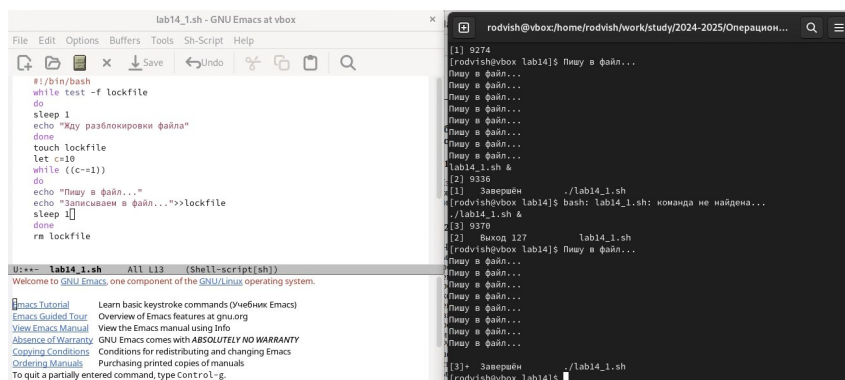 lab14_1.sh - GNU Emacs at vbox
File Edit Options Buffers Tools Sh-Script Help
Save Undo
#!/bin/bash
while test -f lockfile
do
sleep 1
echo "Жду разблокировки файла"
done
touch lockfile
let c=10
while ((c-=1))
do
echo "Пишу в файл..."
echo "Записываем в файл...">>lockfile
sleep 1
done
rm lockfile
U:**- lab14_1.sh All L13 (Shell-script[sh])
Welcome to GNU Emacs, one component of the GNU/Linux operating system.
Emacs Tutorial Learn basic keystroke commands (Учебник Emacs)
Emacs Guided Tour Overview of Emacs features at gnu.org
View Emacs Manual View the Emacs manual using Info
Absence of Warranty GNU Emacs comes with ABSOLUTELY NO WARRANTY
Copying Conditions Conditions for redistributing and changing Emacs
Ordering Manuals Purchasing printed copies of manuals
To quit a partially entered command, type Control-g.
rodvish@vbox:/home/rodvish/work/study/2024-2025/Операцион...
[1] 9274
[rodvish@vbox lab14]$ Пишу в файл...
Пишу в файл...
Пишу в файл...
Пишу в файл...
Пишу в файл...
Пишу в файл...
Пишу в файл...
Пишу в файл...
Пишу в файл...
lab14_1.sh &
[2] 9336
[1] Завершён ./lab14_1.sh
[rodvish@vbox lab14]$ bash: lab14_1.sh: команда не найдена...
./lab14_1.sh &
[3] 9370
[2] Выход 127 lab14_1.sh
[rodvish@vbox lab14]$ Пишу в файл...
Пишу в файл...
Пишу в файл...
Пишу в файл...
Пишу в файл...
Пишу в файл...
Пишу в файл...
Пишу в файл...
[3]+ Завершён ./lab14_1.sh
[rodvish@vbox lab14]$